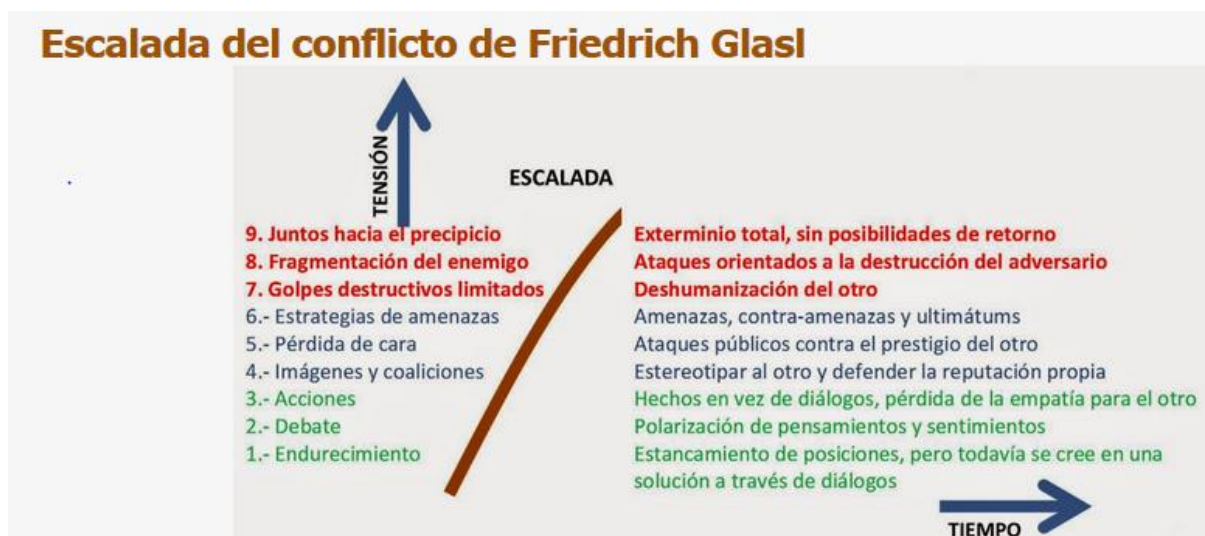 Escalada del conflicto de Friedrich Glasl
TENSIÓN
ESCALADA
9. Juntos hacia el precipicio
8. Fragmentación del enemigo
7. Golpes destructivos limitados
6.- Estrategias de amenazas
5.- Pérdida de cara
4.- Imágenes y coaliciones
3.- Acciones
2.- Debate
1.- Endurecimiento
Exterminio total, sin posibilidades de retorno
Ataques orientados a la destrucción del adversario
Deshumanización del otro
Amenazas, contra-amenazas y ultimátums
Ataques públicos contra el prestigio del otro
Estereotipar al otro y defender la reputación propia
Hechos en vez de diálogos, pérdida de la empatía para el otro
Polarización de pensamientos y sentimientos
Estancamiento de posiciones, pero todavía se cree en una
solución a través de diálogos
TIEMPO